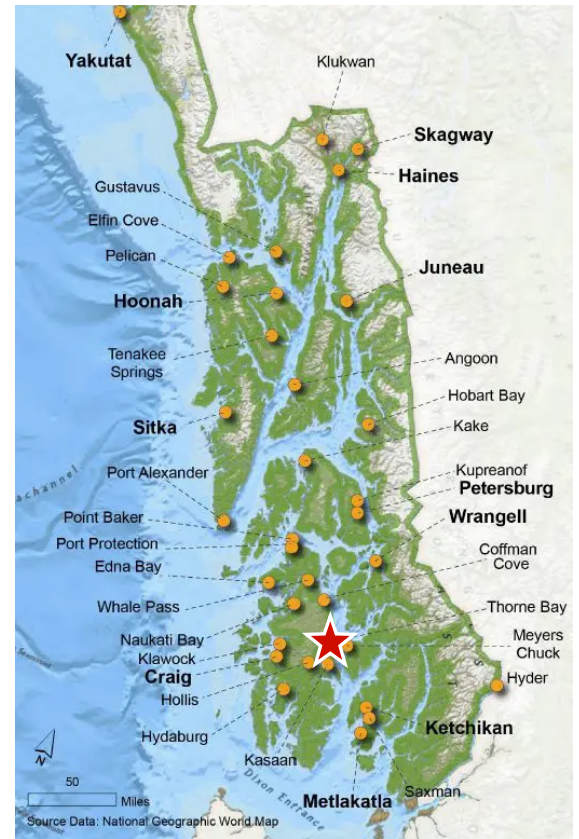 Yakutat
Klukwan
Skagway
Haines
Gustavus
Elfin Cove
Pelican
Juneau
Hoonah
Tenakee
Springs
Angoon
Hobart Bay
Sitka
Kake
Port Alexander
Kupreanof
Petersburg
Point Baker
Wrangell
Port Protection
Coffman
Cove
Edna Bay
Whale Pass
Thorne Bay
Naukati Bay
Meyers
Chuck
Klawock
Craig
Hyder
Hollis
Hydaburg
Ketchikan
Kasaan
Saxman
Metlakatla
Dixon Entrance
N
50
Miles
Source Data: National Geographic World Map